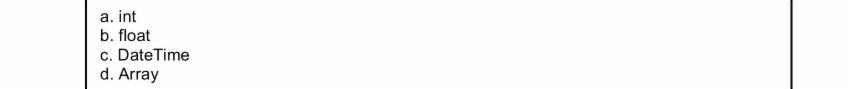 a. int
b. float
c. DateTime
d. Array